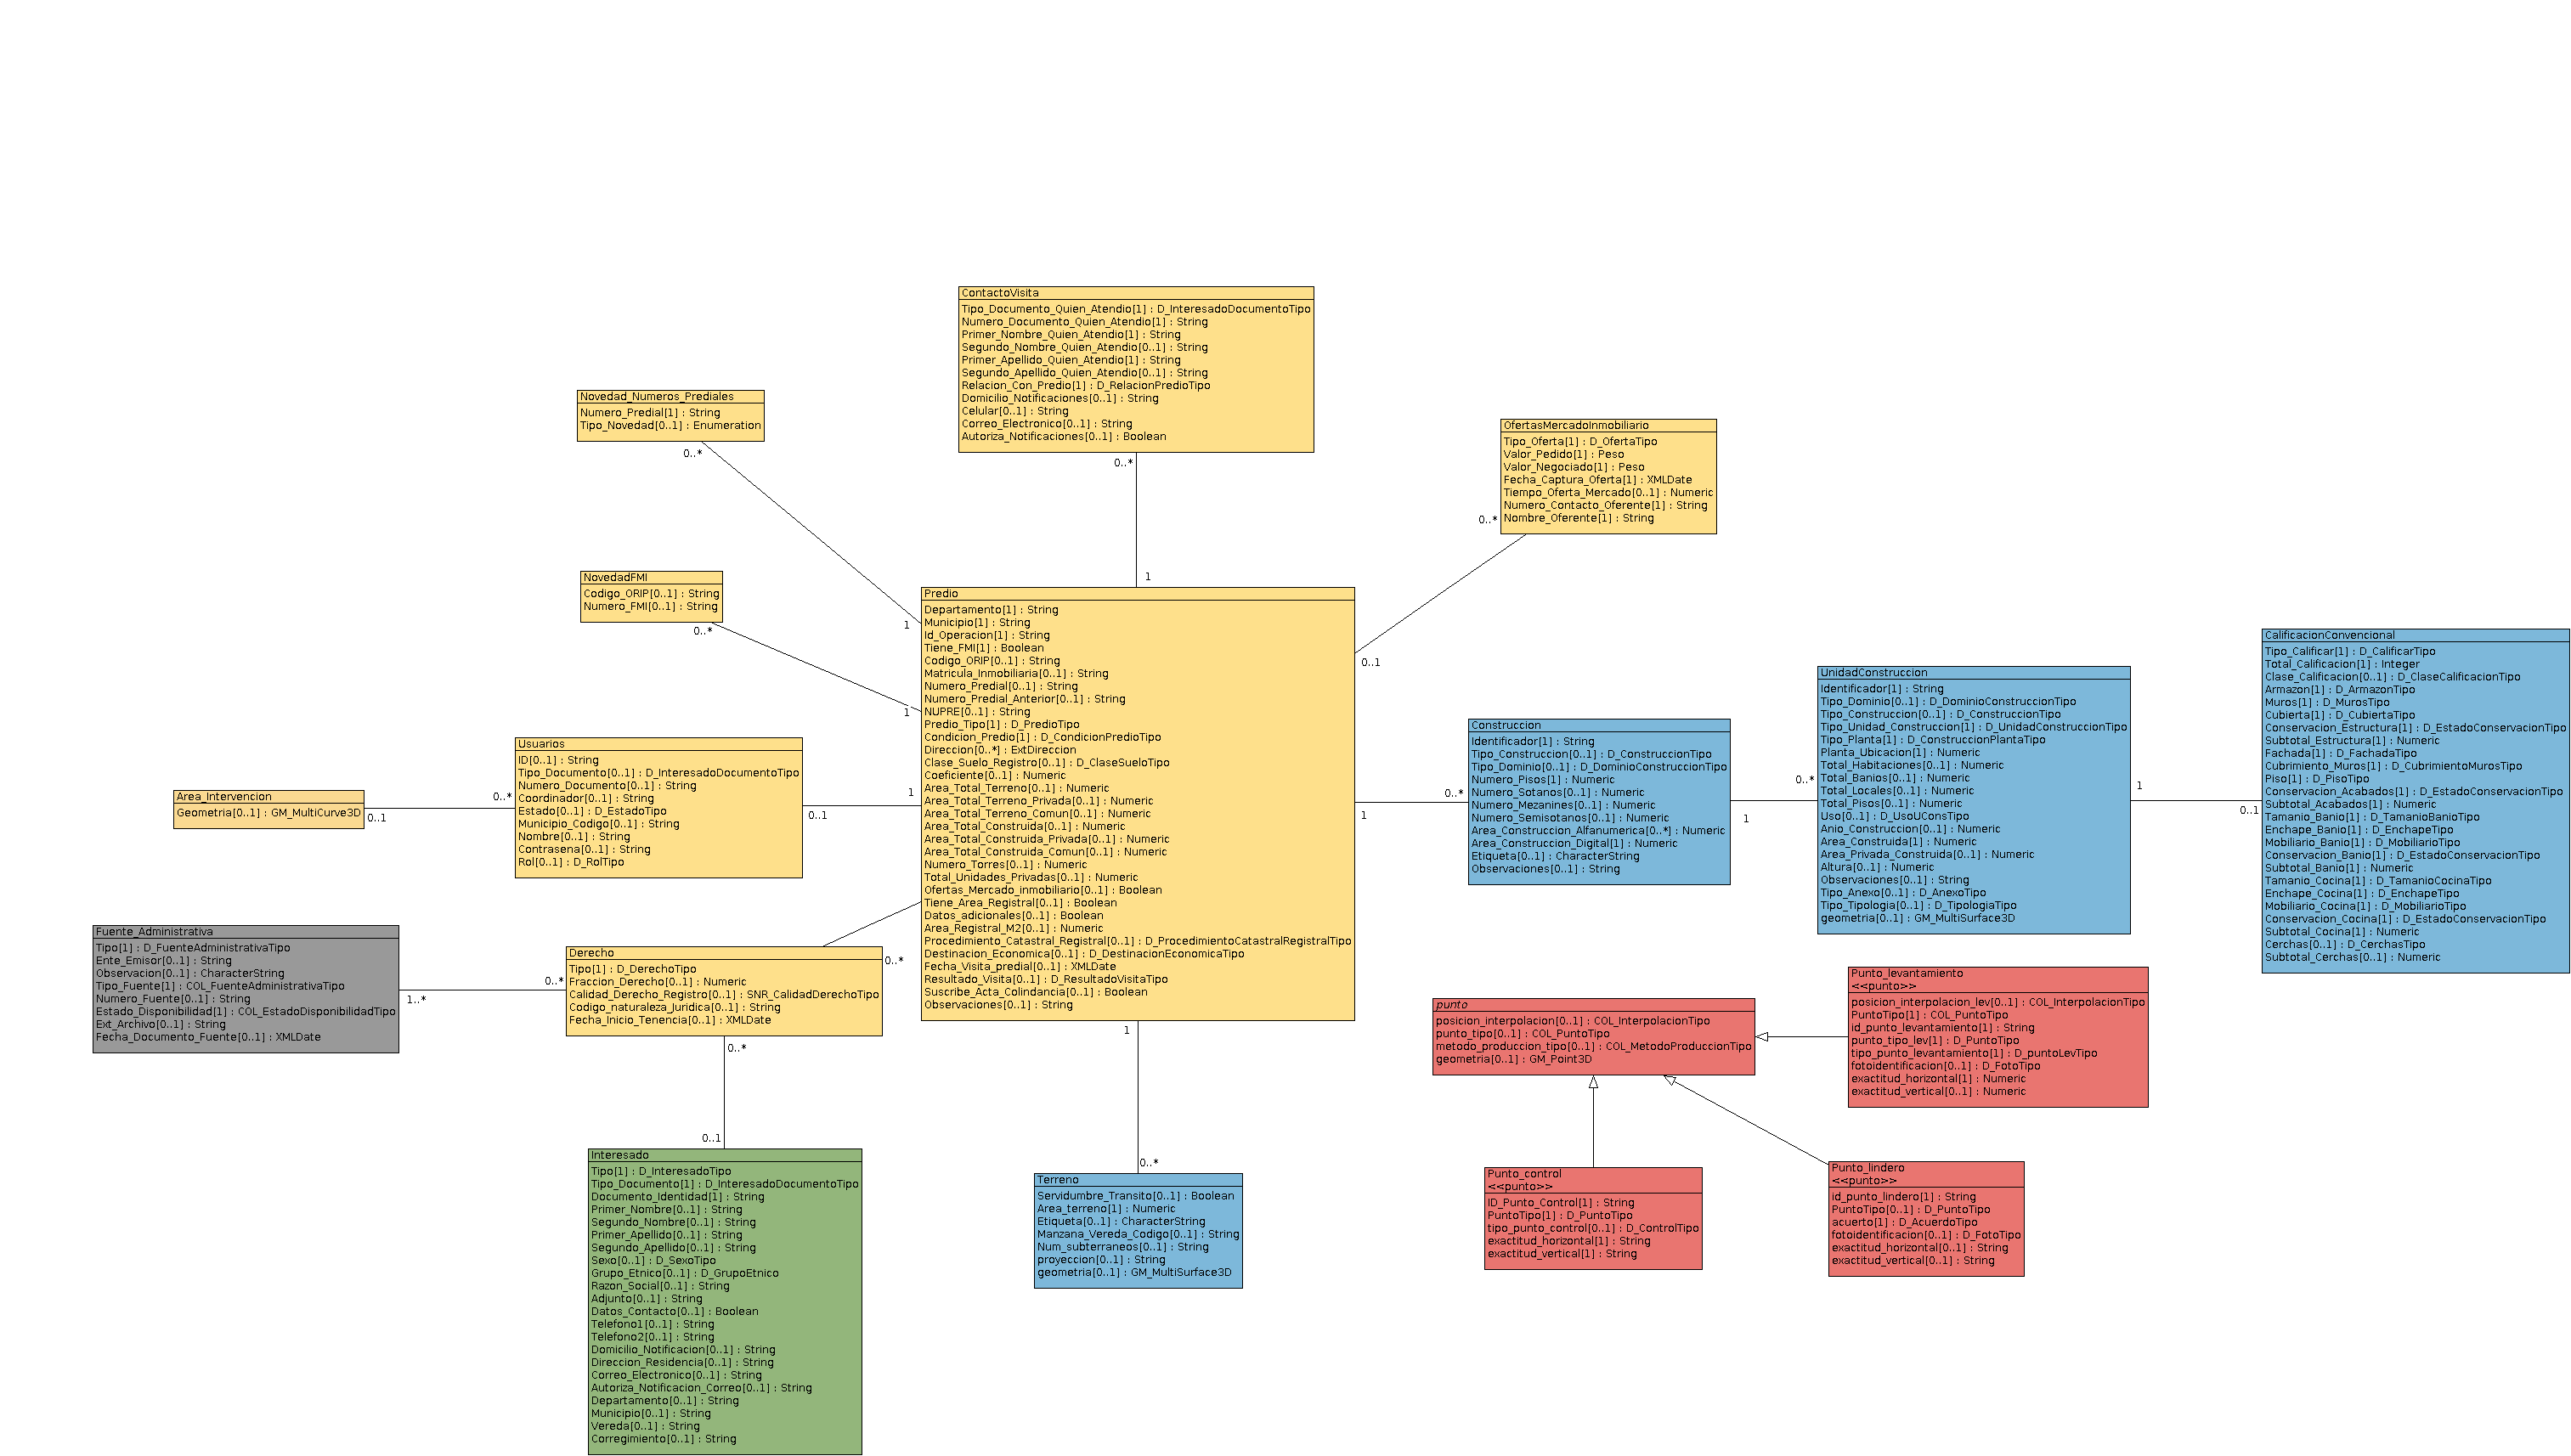 ContactoVisita
Tipo_Documento_Quien_Atendio[1] : D_InteresadoDocumentoTipo
Numero_Documento_Quien_Atendio[1] : String
Primer_Nombre_Quien_Atendio[1] : String
Segundo_Nombre_Quien_Atendio[0..1] : String
Primer_Apellido_Quien_Atendio[1] : String
Segundo_Apellido_Quien_Atendio[0..1] : String
Relacion_Con_Predio[1] : D_RelacionPredioTipo
Domicilio_Notificaciones[0..1] : String
Celular[0..1] : String
Correo_Electronico[0..1] : String
Autoriza_Notificaciones[0..1] : Boolean
0..*
1
Novedad_Numeros_Prediales
Numero_Predial[1] : String
Tipo_Novedad[0..1] : Enumeration
0..*
1
OfertasMercadoInmobiliario
Tipo_Oferta[1] : D_OfertaTipo
Valor_Pedido[1] : Peso
Valor_Negociado[1] : Peso
Fecha_Captura_Oferta[1] : XMLDate
Tiempo_Oferta_Mercado[0..1] : Numeric
Numero_Contacto_Oferente[1] : String
Nombre_Oferente[1] : String
0..*
0..1
NovedadFMI
Codigo_ORIP[0..1] : String
Numero_FMI[0..1] : String
0..*
1
Predio
Departamento[1] : String
Municipio[1] : String
Id_Operacion[1] : String
Tiene_FMI[1] : Boolean
Codigo_ORIP[0..1] : String
Matricula_Inmobiliaria[0..1] : String
Numero_Predial[0..1] : String
Numero_Predial_Anterior[0..1] : String
NUPRE[0..1] : String
Predio_Tipo[1] : D_PredioTipo
Condicion_Predio[1] : D_CondicionPredioTipo
Direccion[0..*] : ExtDireccion
Clase_Suelo_Registro[0..1] : D_ClaseSueloTipo
Coeficiente[0..1] : Numeric
Area_Total_Terreno[0..1] : Numeric
Area_Total_Terreno_Privada[0..1] : Numeric
Area_Total_Terreno_Comun[0..1] : Numeric
Area_Total_Construida[0..1] : Numeric
Area_Total_Construida_Privada[0..1] : Numeric
Area_Total_Construida_Comun[0..1] : Numeric
Numero_Torres[0..1] : Numeric
Total_Unidades_Privadas[0..1] : Numeric
Ofertas_Mercado_inmobiliario[0..1] : Boolean
Tiene_Area_Registral[0..1] : Boolean
Datos_adicionales[0..1] : Boolean
Area_Registral_M2[0..1] : Numeric
Procedimiento_Catastral_Registral[0..1] : D_ProcedimientoCatastralRegistralTipo
Destinacion_Economica[0..1] : D_DestinacionEconomicaTipo
Fecha_Visita_predial[0..1] : XMLDate
Resultado_Visita[0..1] : D_ResultadoVisitaTipo
Suscribe_Acta_Colindancia[0..1] : Boolean
Observaciones[0..1] : String
Usuarios
ID[0..1] : String
Tipo_Documento[0..1] : D_InteresadoDocumentoTipo
Numero_Documento[0..1] : String
Coordinador[0..1] : String
Estado[0..1] : D_EstadoTipo
Municipio_Codigo[0..1] : String
Nombre[0..1] : String
Contrasena[0..1] : String
Rol[0..1] : D_RolTipo
0..1
1
0..*
Area_Intervencion
Geometria[0..1] : GM_MultiCurve3D
0..1
Construccion
Identificador[1] : String
Tipo_Construccion[0..1] : D_ConstruccionTipo
Tipo_Dominio[0..1] : D_DominioConstruccionTipo
Numero_Pisos[1] : Numeric
Numero_Sotanos[0..1] : Numeric
Numero_Mezanines[0..1] : Numeric
Numero_Semisotanos[0..1] : Numeric
Area_Construccion_Alfanumerica[0..*] : Numeric
Area_Construccion_Digital[1] : Numeric
Etiqueta[0..1] : CharacterString
Observaciones[0..1] : String
0..*
1
1
0..*
UnidadConstruccion
Identificador[1] : String
Tipo_Dominio[0..1] : D_DominioConstruccionTipo
Tipo_Construccion[0..1] : D_ConstruccionTipo
Tipo_Unidad_Construccion[1] : D_UnidadConstruccionTipo
Tipo_Planta[1] : D_ConstruccionPlantaTipo
Planta_Ubicacion[1] : Numeric
Total_Habitaciones[0..1] : Numeric
Total_Banios[0..1] : Numeric
Total_Locales[0..1] : Numeric
Total_Pisos[0..1] : Numeric
Uso[0..1] : D_UsoUConsTipo
Anio_Construccion[0..1] : Numeric
Area_Construida[1] : Numeric
Area_Privada_Construida[0..1] : Numeric
Altura[0..1] : Numeric
Observaciones[0..1] : String
Tipo_Anexo[0..1] : D_AnexoTipo
Tipo_Tipologia[0..1] : D_TipologiaTipo
geometria[0..1] : GM_MultiSurface3D
1
0..1
CalificacionConvencional
Tipo_Calificar[1] : D_CalificarTipo
Total_Calificacion[1] : Integer
Clase_Calificacion[0..1] : D_ClaseCalificacionTipo
Armazon[1] : D_ArmazonTipo
Muros[1] : D_MurosTipo
Cubierta[1] : D_CubiertaTipo
Conservacion_Estructura[1] : D_EstadoConservacionTipo
Subtotal_Estructura[1] : Numeric
Fachada[1] : D_FachadaTipo
Cubrimiento_Muros[1] : D_CubrimientoMurosTipo
Piso[1] : D_PisoTipo
Conservacion_Acabados[1] : D_EstadoConservacionTipo
Subtotal_Acabados[1] : Numeric
Tamanio_Banio[1] : D_TamanioBanioTipo
Enchape_Banio[1] : D_EnchapeTipo
Mobiliario_Banio[1] : D_MobiliarioTipo
Conservacion_Banio[1] : D_EstadoConservacionTipo
Subtotal_Banio[1] : Numeric
Tamanio_Cocina[1] : D_TamanioCocinaTipo
Enchape_Cocina[1] : D_EnchapeTipo
Mobiliario_Cocina[1] : D_MobiliarioTipo
Conservacion_Cocina[1] : D_EstadoConservacionTipo
Subtotal_Cocina[1] : Numeric
Cerchas[0..1] : D_CerchasTipo
Subtotal_Cerchas[0..1] : Numeric
Fuente_Administrativa
Tipo[1] : D_FuenteAdministrativaTipo
Ente_Emisor[0..1] : String
Observacion[0..1] : CharacterString
Tipo_Fuente[1] : COL_FuenteAdministrativaTipo
Numero_Fuente[0..1] : String
Estado_Disponibilidad[1] : COL_EstadoDisponibilidadTipo
Ext_Archivo[0..1] : String
Fecha_Documento_Fuente[0..1] : XMLDate
1..*
0..*
Derecho
Tipo[1] : D_DerechoTipo
Fraccion_Derecho[0..1] : Numeric
Calidad_Derecho_Registro[0..1] : SNR_CalidadDerechoTipo
Codigo_naturaleza_Juridica[0..1] : String
Fecha_Inicio_Tenencia[0..1] : XMLDate
0..*
0..*
0..1
Interesado
Tipo[1] : D_InteresadoTipo
Tipo_Documento[1] : D_InteresadoDocumentoTipo
Documento_Identidad[1] : String
Primer_Nombre[0..1] : String
Segundo_Nombre[0..1] : String
Primer_Apellido[0..1] : String
Segundo_Apellido[0..1] : String
Sexo[0..1] : D_SexoTipo
Grupo_Etnico[0..1] : D_GrupoEtnico
Razon_Social[0..1] : String
Adjunto[0..1] : String
Datos_Contacto[0..1] : Boolean
Telefono1[0..1] : String
Telefono2[0..1] : String
Domicilio_Notificacion[0..1] : String
Direccion_Residencia[0..1] : String
Correo_Electronico[0..1] : String
Autoriza_Notificacion_Correo[0..1] : String
Departamento[0..1] : String
Municipio[0..1] : String
Vereda[0..1] : String
Corregimiento[0..1] : String
1
0..*
Terreno
Servidumbre_Transito[0..1] : Boolean
Area_terreno[1] : Numeric
Etiqueta[0..1] : CharacterString
Manzana_Vereda_Codigo[0..1] : String
Num_subterraneos[0..1] : String
proyeccion[0..1] : String
geometria[0..1] : GM_MultiSurface3D
punto
posicion_interpolacion[0..1] : COL_InterpolacionTipo
punto_tipo[0..1] : COL_PuntoTipo
metodo_produccion_tipo[0..1] : COL_MetodoProduccionTipo
geometria[0..1] : GM_Point3D
Punto_levantamiento
<<punto>>
posicion_interpolacion_lev[0..1] : COL_InterpolacionTipo
PuntoTipo[1] : COL_PuntoTipo
id_punto_levantamiento[1] : String
punto_tipo_lev[1] : D_PuntoTipo
tipo_punto_levantamiento[1] : D_puntoLevTipo
fotoidentificacion[0..1] : D_FotoTipo
exactitud_horizontal[1] : Numeric
exactitud_vertical[0..1] : Numeric
Punto_control
<<punto>>
ID_Punto_Control[1] : String
PuntoTipo[1] : D_PuntoTipo
tipo_punto_control[0..1] : D_ControlTipo
exactitud_horizontal[1] : String
exactitud_vertical[1] : String
Punto_lindero
<<punto>>
id_punto_lindero[1] : String
PuntoTipo[0..1] : D_PuntoTipo
acuerto[1] : D_AcuerdoTipo
fotoidentificacion[0..1] : D_FotoTipo
exactitud_horizontal[0..1] : String
exactitud_vertical[0..1] : String